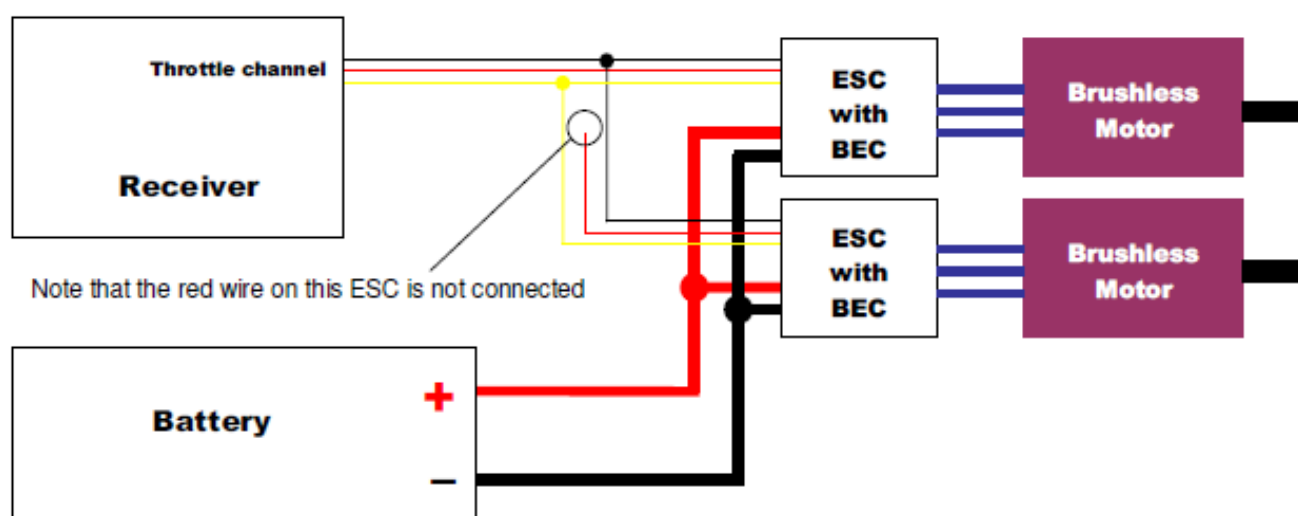 Throttle channel
Receiver
ESC
with
BEC
Brushless
Motor
ESC
with
BEC
Brushless
Motor
Note that the red wire on this ESC is not connected
+
Battery
–